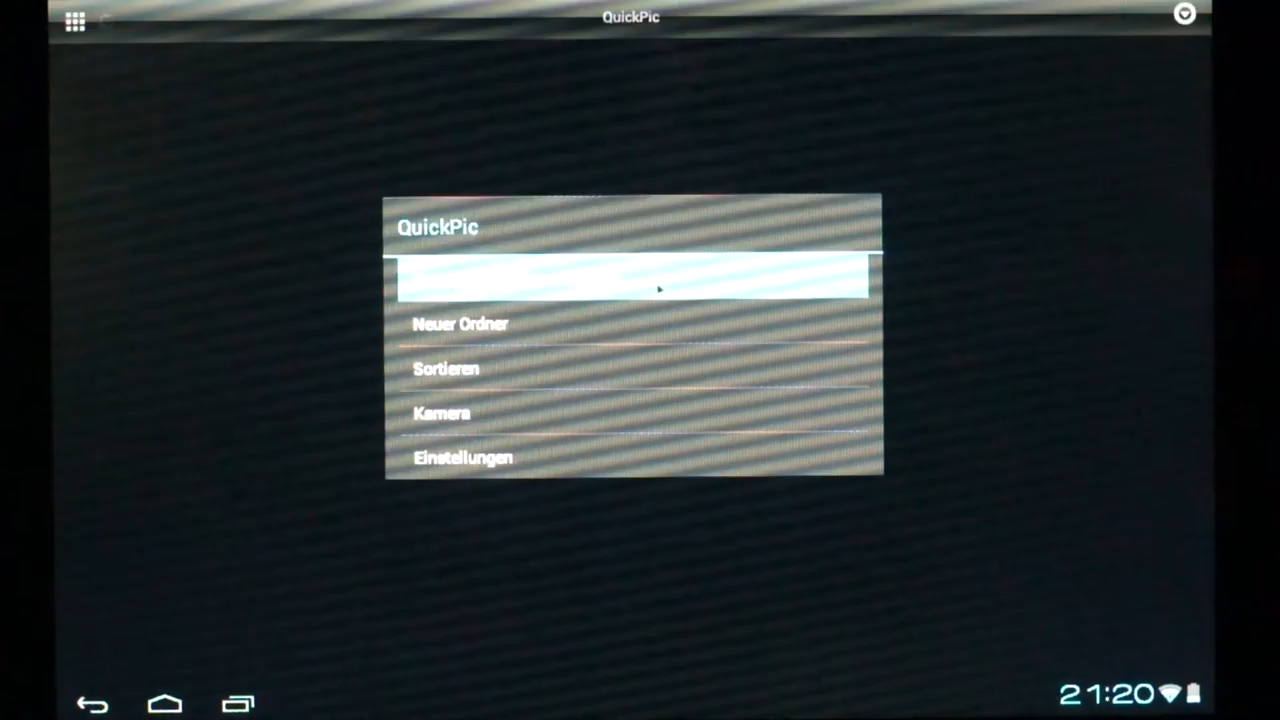 QuickPic
QuickPic
Neuer Ordner
Sortieren
Kamera
Einstellungen
21:20